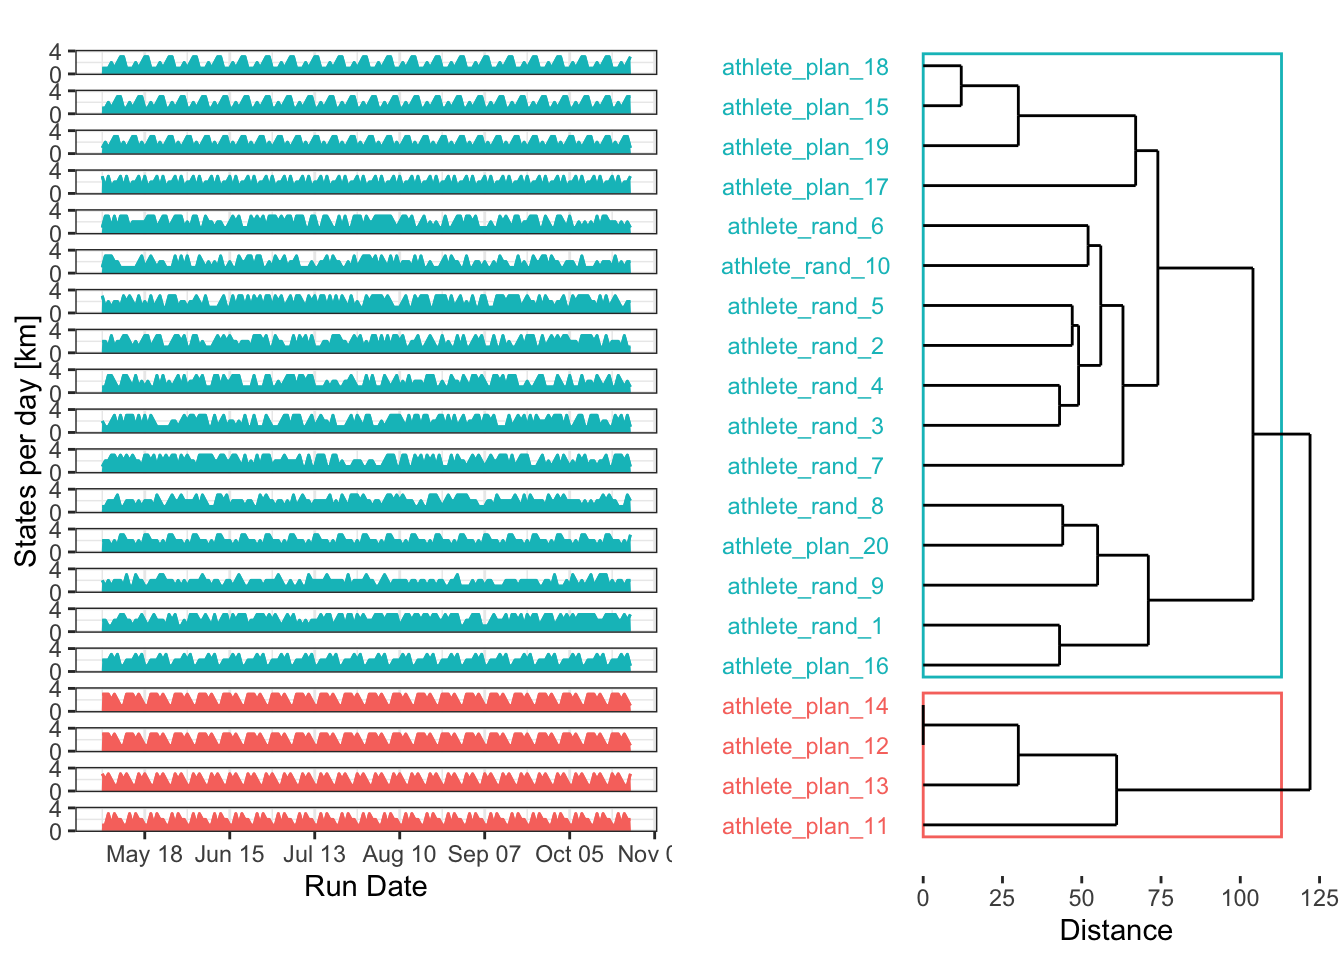 States per day [km]
4
0
4
0
4
0
4
0
4
0
4
0
4
0
4
0
4
0
4
0
4
0
4
0
4
0
4
0
4
0
4
0
4
0
4
0
4
0
4
0
May 18 Jun 15 Jul 13 Aug 10 Sep 07 Oct 05 Nov 0
Run Date
athlete_plan_18
athlete_plan_15
athlete_plan_19
athlete_plan_17
athlete_rand_6
athlete_rand_10
athlete_rand_5
athlete_rand_2
athlete_rand_4
athlete_rand_3
athlete_rand_7
athlete_rand_8
athlete_plan_20
athlete_rand_9
athlete_rand_1
athlete_plan_16
athlete_plan_14
athlete_plan_12
athlete_plan_13
athlete_plan_11
0 25 50 75 100 125
Distance